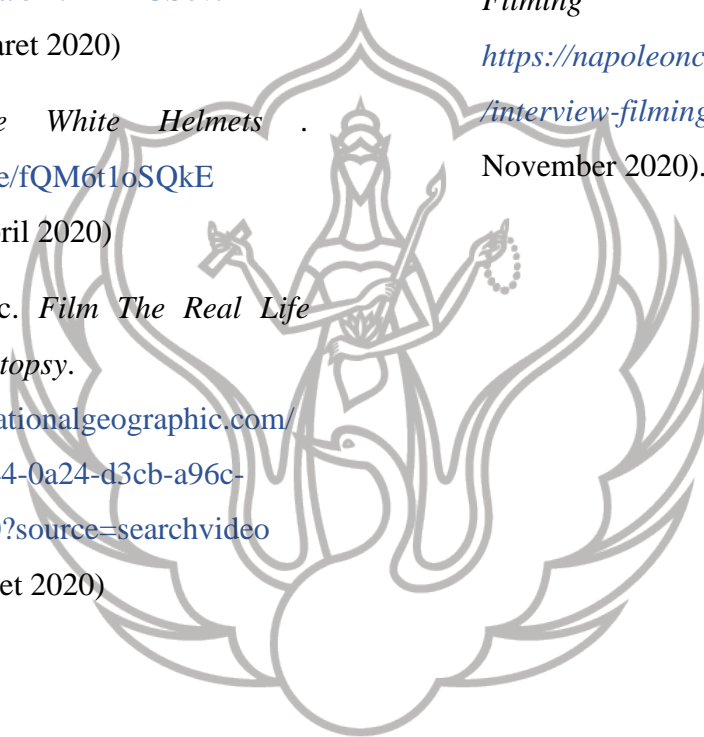 aret 2020)
e White Helmets .
e/fQM6t1oSQkE
ril 2020)
c. Film The Real Life
topsy.
ationalgeographic.com/
4-0a24-d3cb-a96c-
?source=searchvideo
et 2020)
Filming
https://napoleonc
/interview-filming
November 2020).